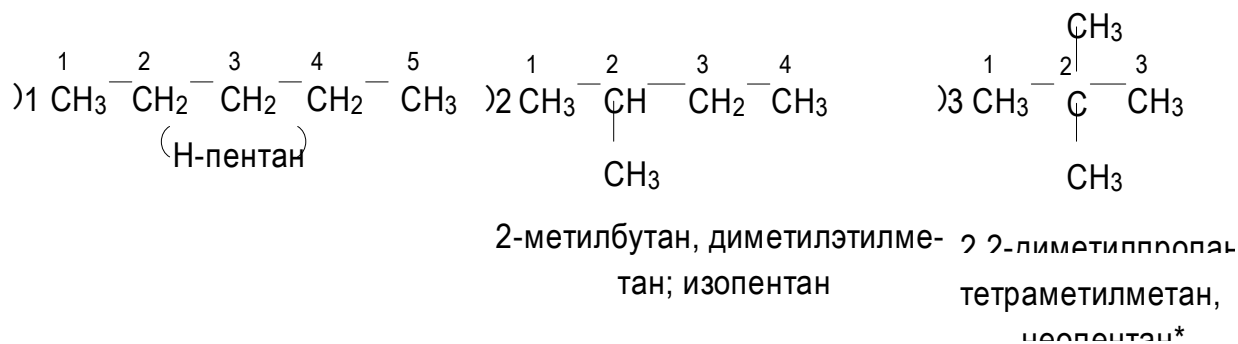 CH3
1 2 3 4 5 1 2 3 4 1 2 3
)1 CH3 CH2 CH2 CH2 CH3 )2 CH3 CH CH2 CH3 )3 CH3 C CH3
(Н-пентан)
CH3 CH3
2-метилбутан, диметилэтилме-
тан; изопентан
2,2-диметилпропан
тетраметилметан,
неопентан*